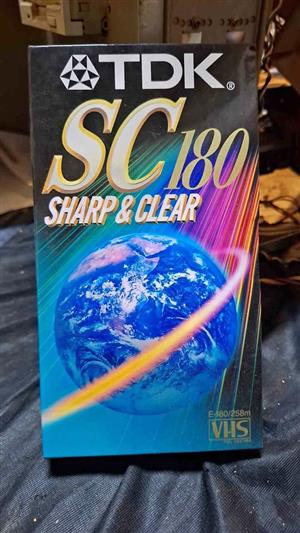 TDK®
SC180
SHARP & CLEAR
E-180/258m
VHS